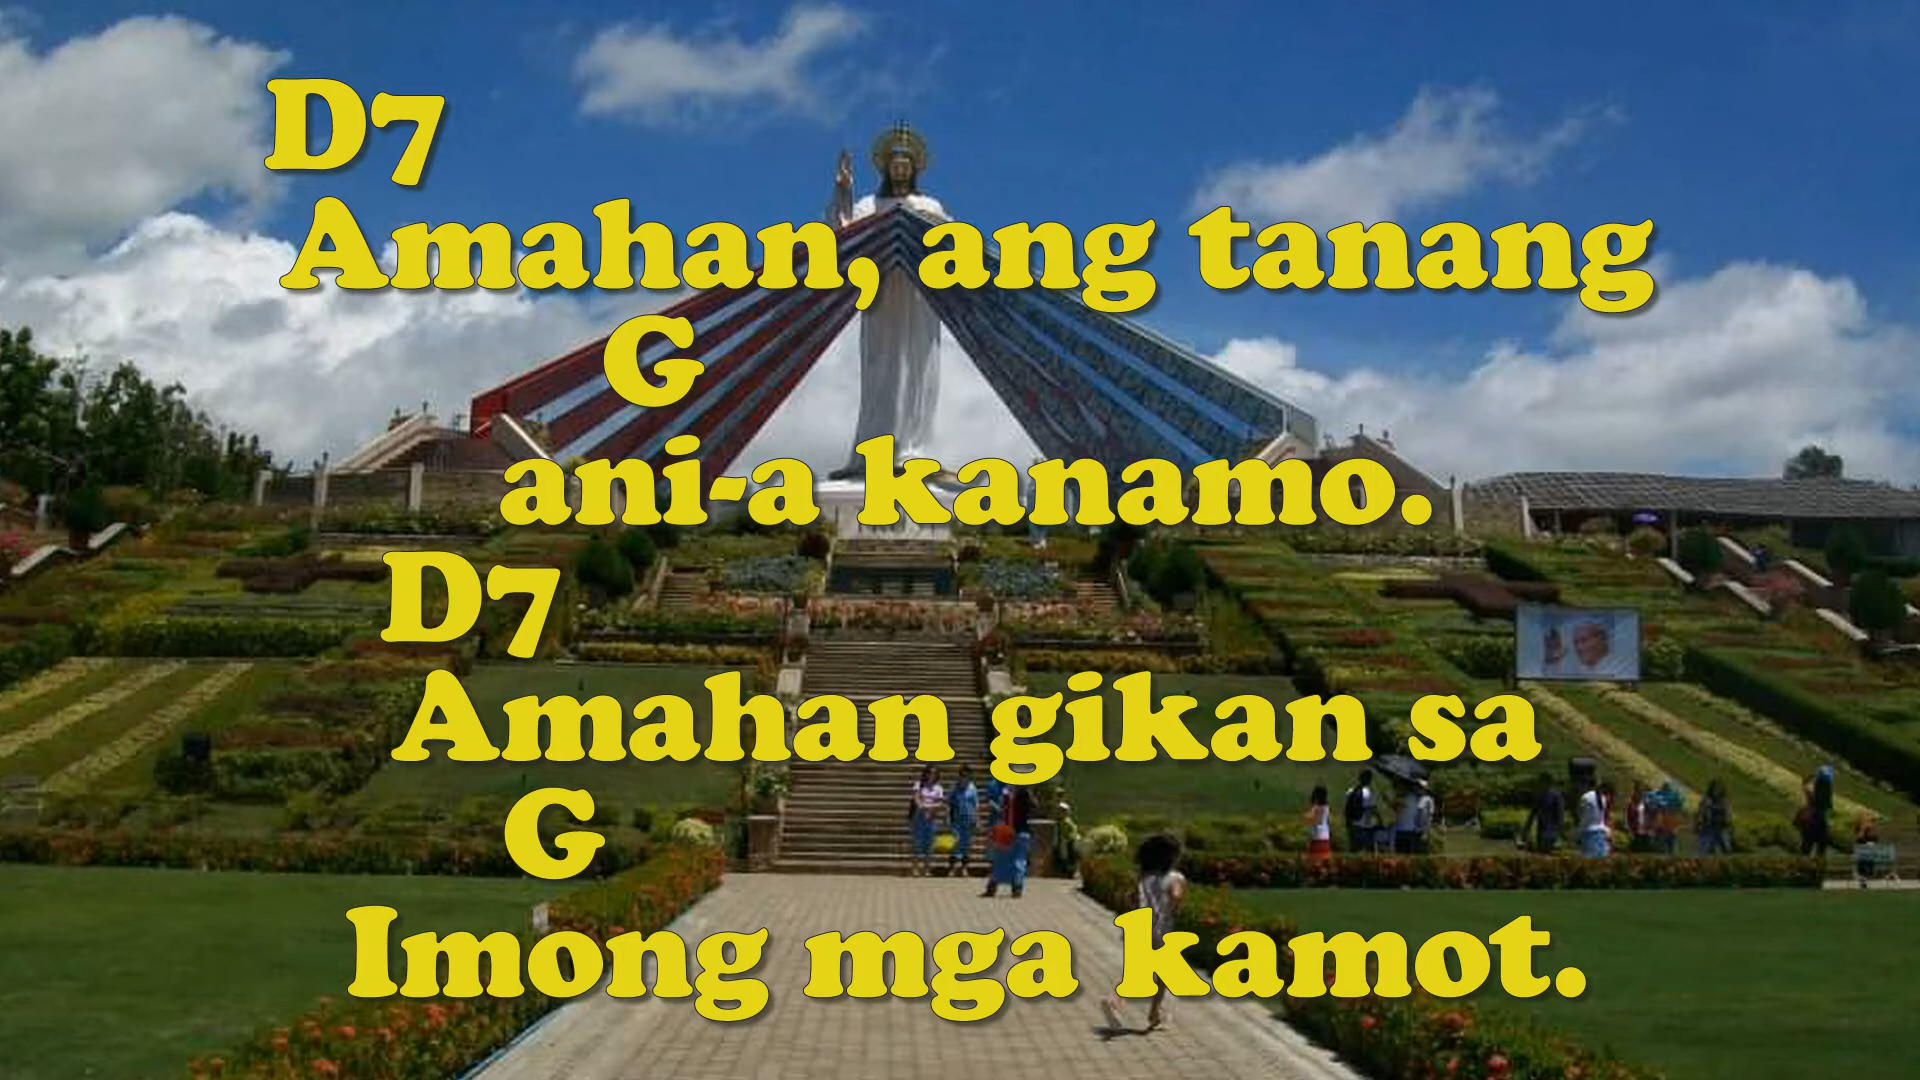 D7
Amahan, ang tanang
G
ani-a kanamo.
D7
Amahan gikan sa
G
Imong mga kamot.